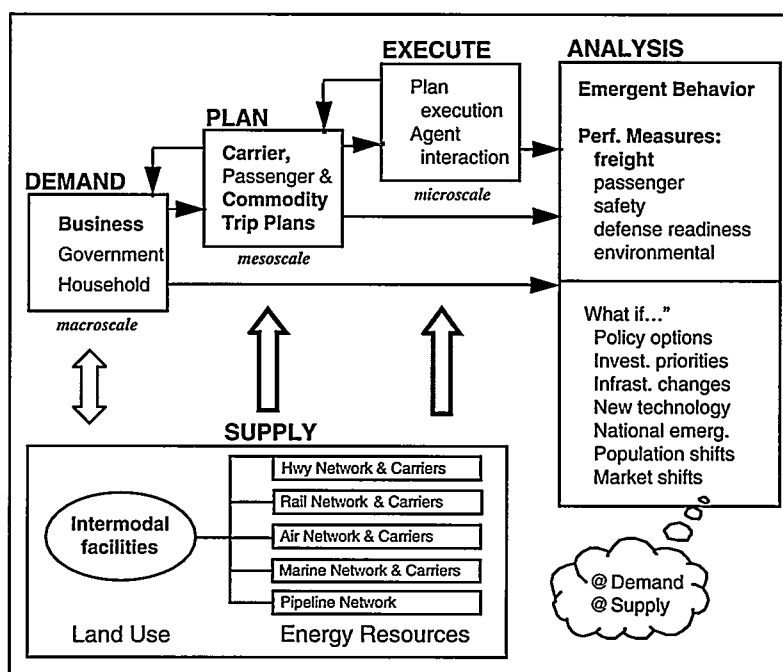 EXECUTE
Plan
execution
Agent
interaction
microscale
ANALYSIS
Emergent Behavior
Perf. Measures:
freight
passenger
safety
defense readiness
environmental
PLAN
Carrier,
Passenger &
Commodity
Trip Plans
mesoscale
DEMAND
Business
Government
Household
macroscale
What if..."
Policy options
Invest. priorities
Infrast. changes
New technology
National emerg.
Population shifts
Market shifts
SUPPLY
Intermodal
facilities
Hwy Network & Carriers
Rail Network & Carriers
Air Network & Carriers
Marine Network & Carriers
Pipeline Network
Land Use
Energy Resources
@ Demand
@ Supply